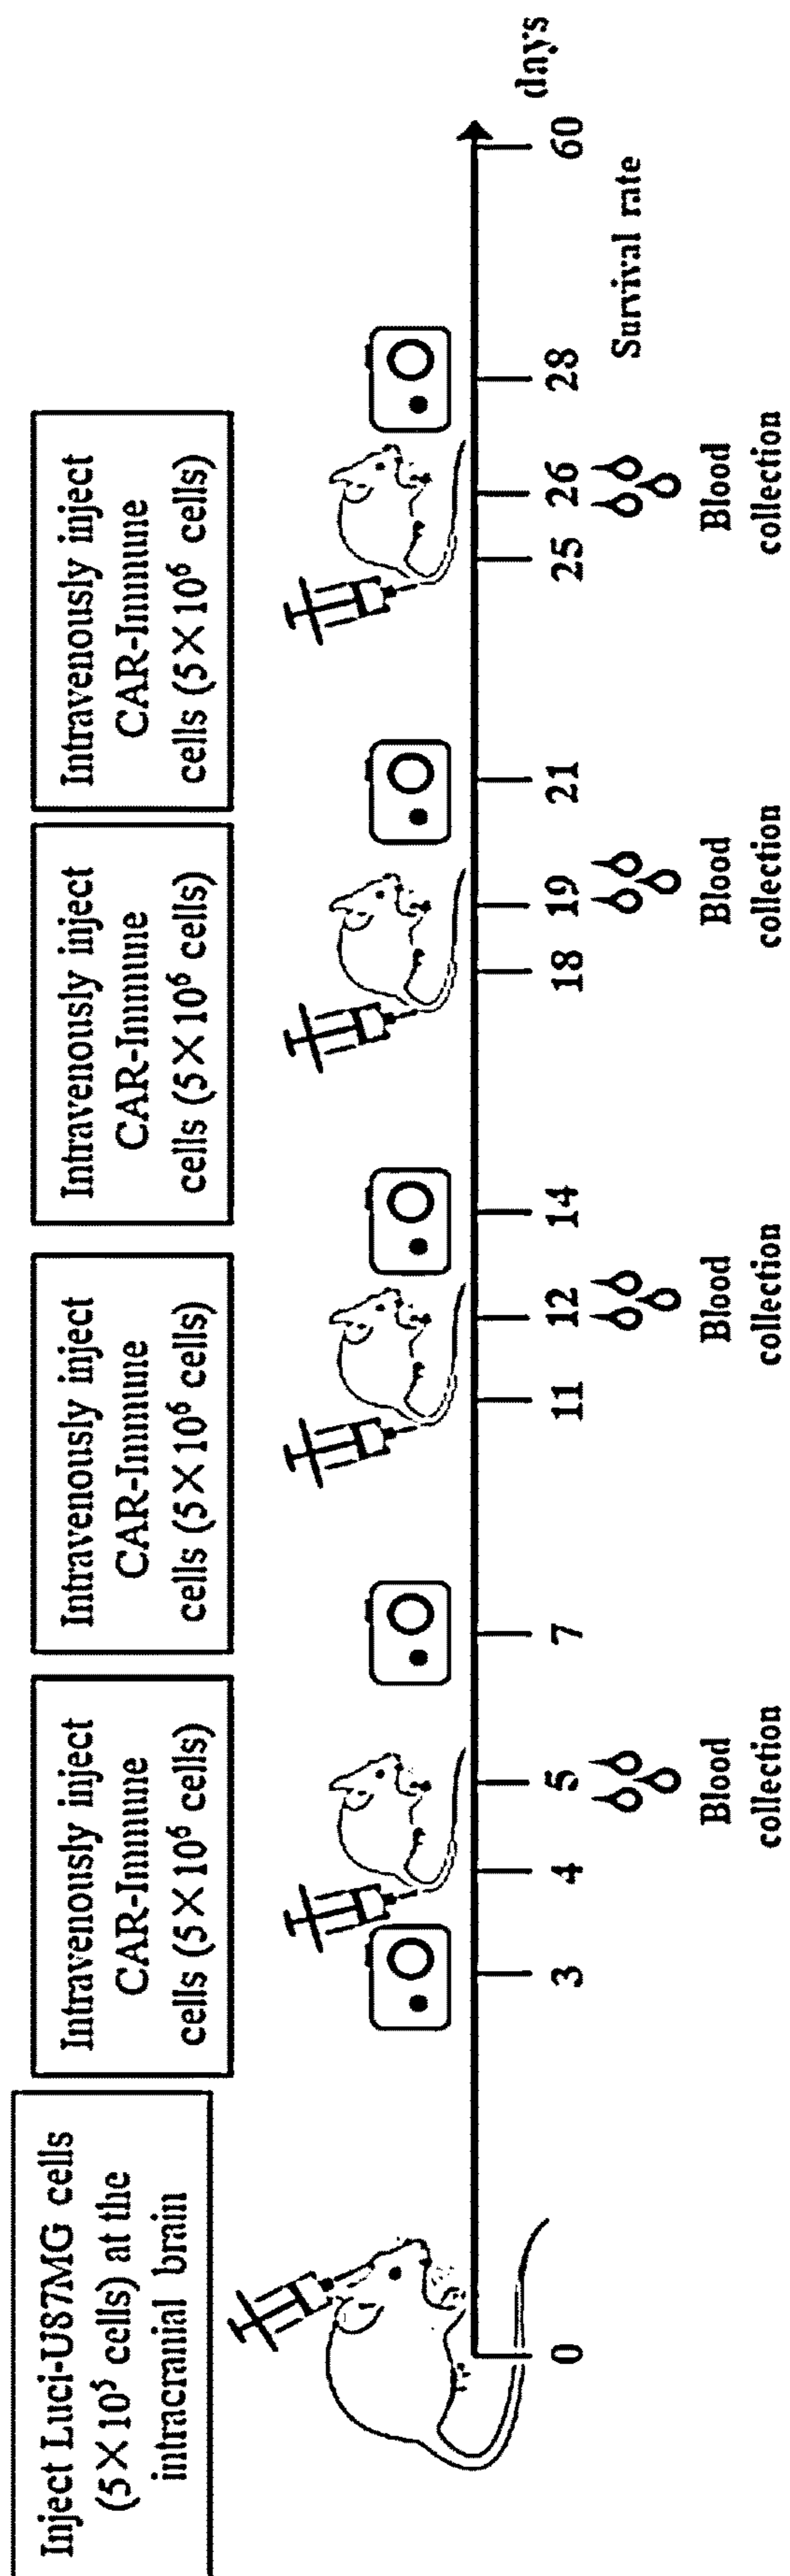 Inject Luci-U87MG cells
(5×10⁵ cells) at the
intracranial brain
Intravenously inject
CAR-Immune
cells (5×10⁶ cells)
Intravenously inject
CAR-Immune
cells (5×10⁶ cells)
Intravenously inject
CAR-Immune
cells (5×10⁶ cells)
Intravenously inject
CAR-Immune
cells (5×10⁶ cells)
0 3 4 5 7 11 12 14 18 19 21 25 26 28 60 days
Blood
collection
Blood
collection
Blood
collection
Blood
collection
Survival rate